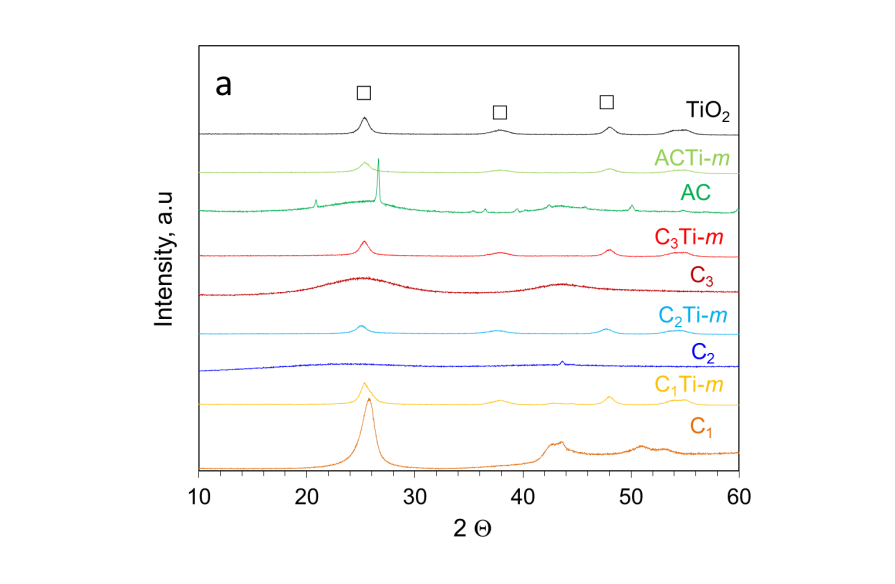 a
TiO₂
ACTi-m
AC
C₃Ti-m
C₃
C₂Ti-m
C₂
C₁Ti-m
C₁
Intensity, a.u
10 20 30 40 50 60
2 Θ